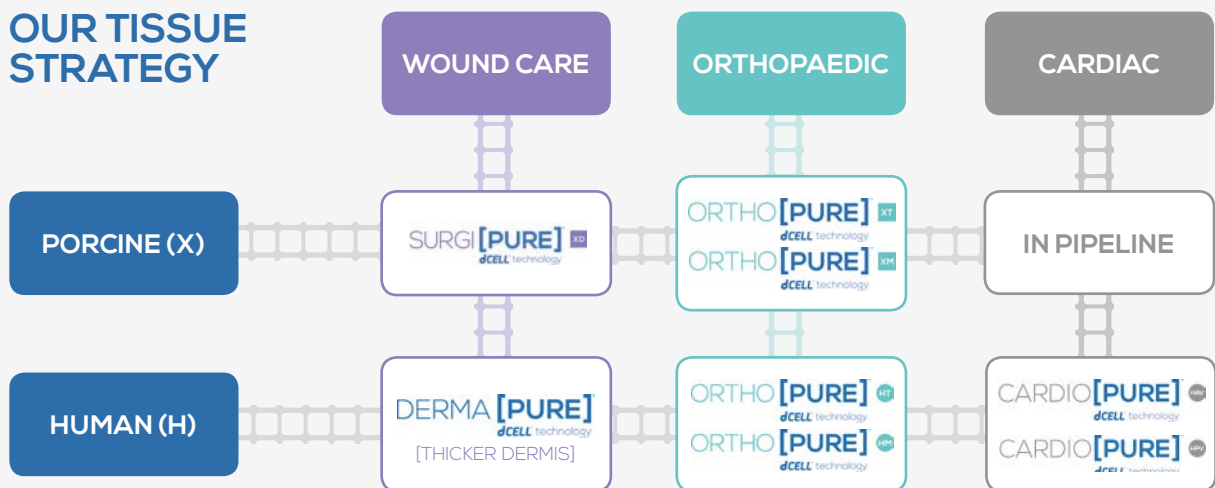 OUR TISSUE
STRATEGY
WOUND CARE
ORTHOPAEDIC
CARDIAC
PORCINE (X)
SURGI[PURE] XD
dCELL technology
ORTHO[PURE] XT
dCELL technology
ORTHO[PURE] XM
dCELL technology
IN PIPELINE
HUMAN (H)
DERMA[PURE]
dCELL technology
[THICKER DERMIS]
ORTHO[PURE] HT
dCELL technology
ORTHO[PURE] HM
dCELL technology
CARDIO[PURE] HAV
dCELL technology
CARDIO[PURE] HPV
dCELL technology